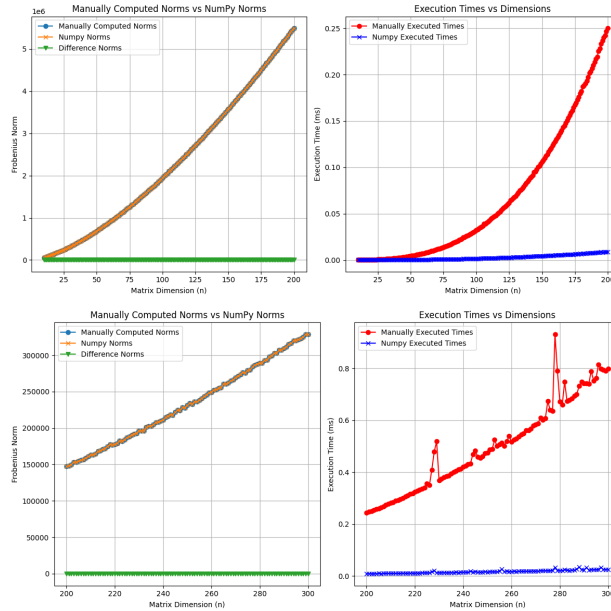 Manually Computed Norms vs NumPy Norms
1e6
Manually Computed Norms
Numpy Norms
Difference Norms
Frobenius Norm
5
4
3
2
1
0
25 50 75 100 125 150 175 200
Matrix Dimension (n)
Execution Times vs Dimensions
Manually Executed Times
Numpy Executed Times
Execution Time (ms)
0.25
0.20
0.15
0.10
0.05
0.00
25 50 75 100 125 150 175 200
Matrix Dimension (n)
Manually Computed Norms vs NumPy Norms
Manually Computed Norms
Numpy Norms
Difference Norms
Frobenius Norm
300000
250000
200000
150000
100000
50000
0
200 220 240 260 280 300
Matrix Dimension (n)
Execution Times vs Dimensions
Manually Executed Times
Numpy Executed Times
Execution Time (ms)
0.8
0.6
0.4
0.2
0.0
200 220 240 260 280
Matrix Dimension (n)